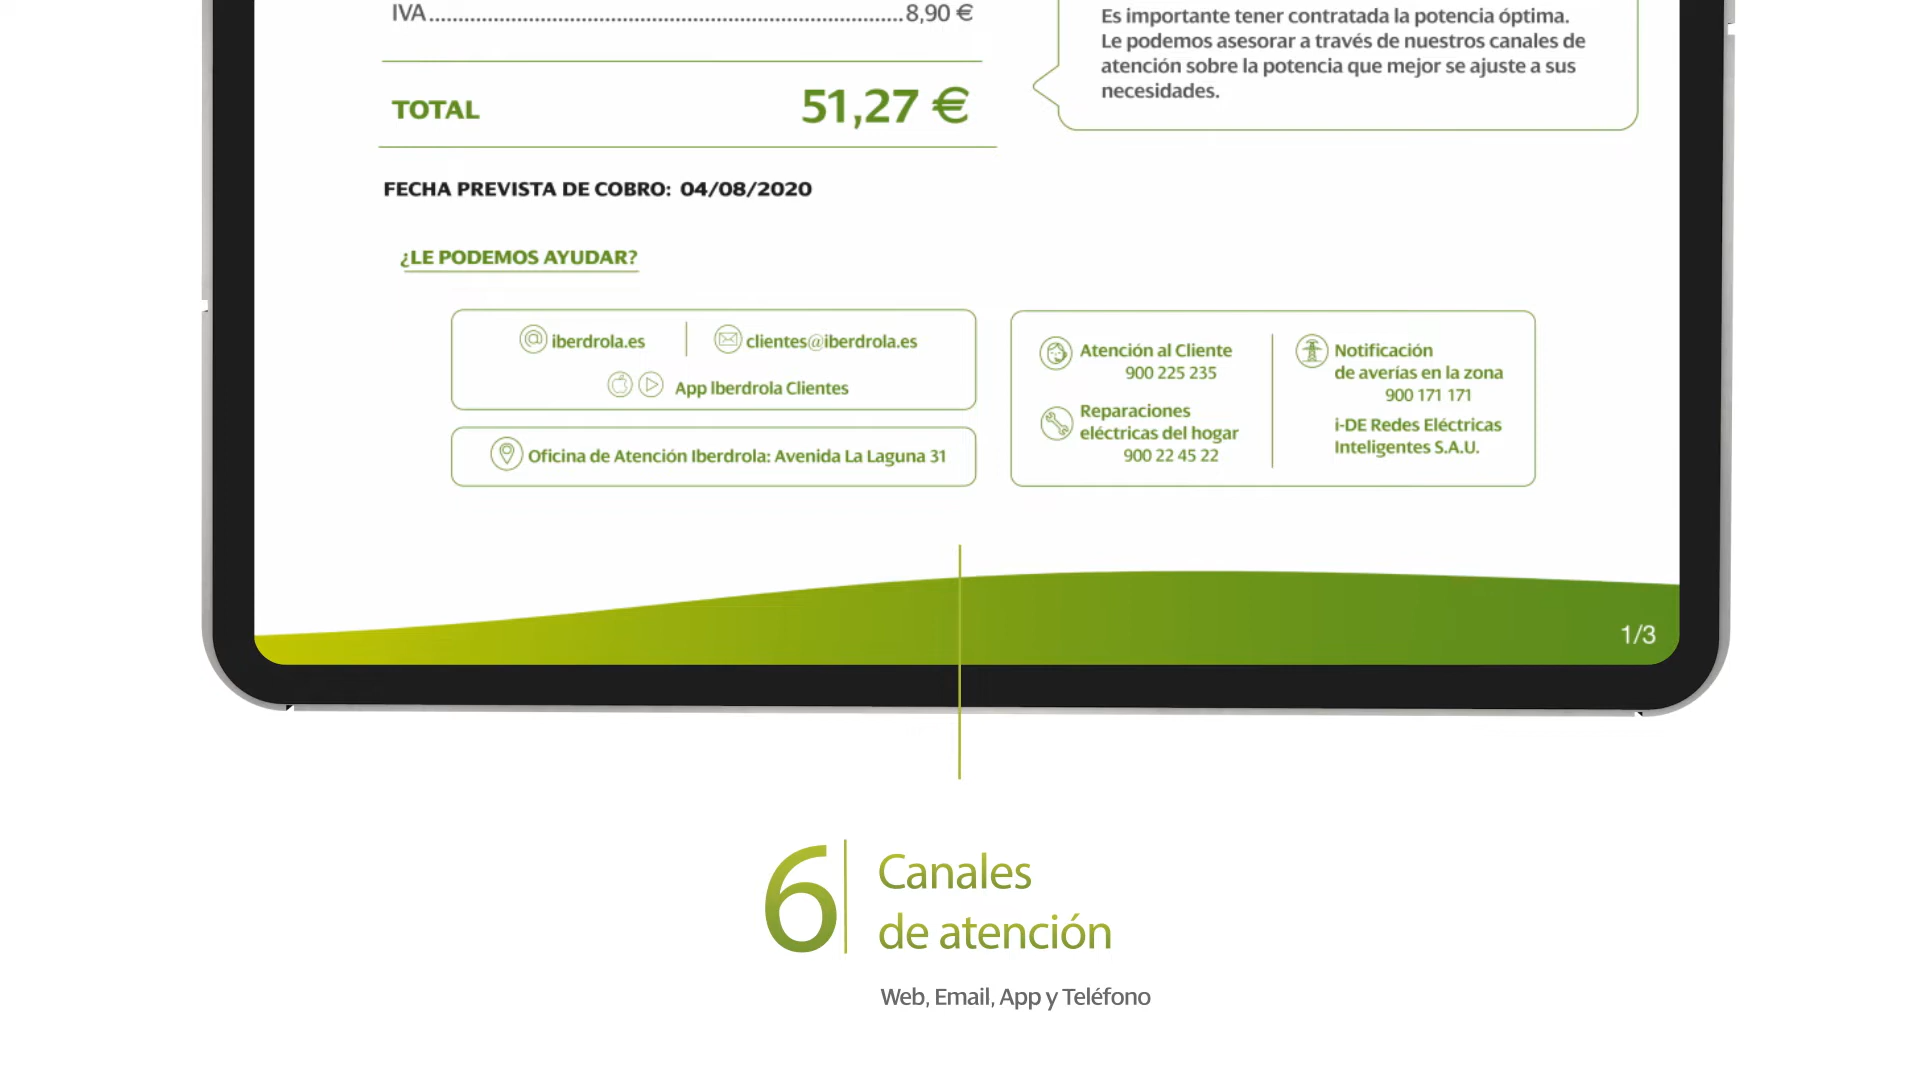 IVA........................................................................................8,90 €
TOTAL 51,27 €
Es importante tener contratada la potencia óptima.
Le podemos asesorar a través de nuestros canales de
atención sobre la potencia que mejor se ajuste a sus
necesidades.
FECHA PREVISTA DE COBRO: 04/08/2020
¿LE PODEMOS AYUDAR?
iberdrola.es
clientes@iberdrola.es
App Iberdrola Clientes
Oficina de Atención Iberdrola: Avenida La Laguna 31
Atención al Cliente
900 225 235
Reparaciones
eléctricas del hogar
900 22 45 22
Notificación
de averías en la zona
900 171 171
i-DE Redes Eléctricas
Inteligentes S.A.U.
1/3
6
Canales
de atención
Web, Email, App y Teléfono